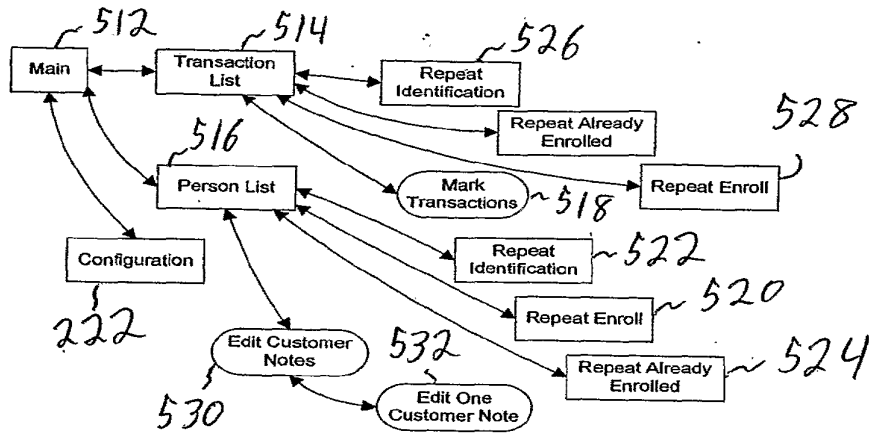 512
514
526
Main
Transaction
List
Repeat
Identification
528
Repeat Already
Enrolled
516
Person List
Mark
Transactions
518
Repeat Enroll
Configuration
Repeat
Identification
522
222
Repeat Enroll
520
Edit Customer
Notes
532
Repeat Already
Enrolled
524
530
Edit One
Customer Note